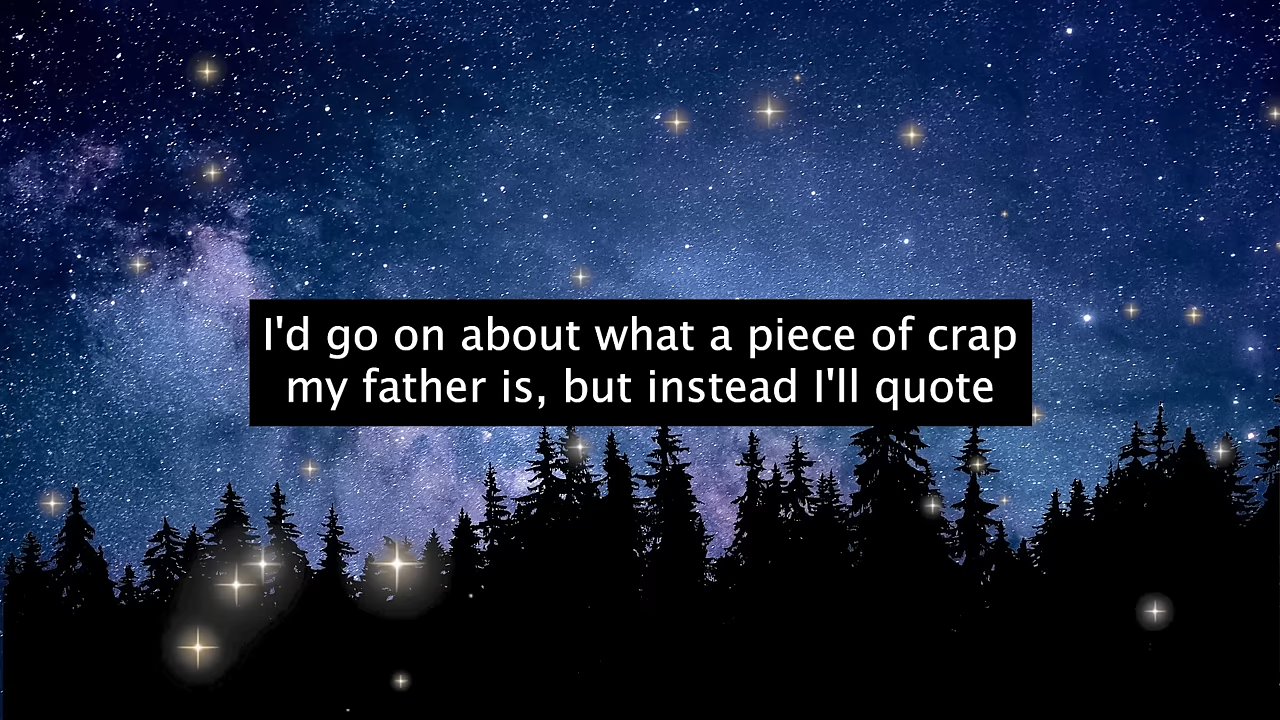 I'd go on about what a piece of crap
my father is, but instead I'll quote